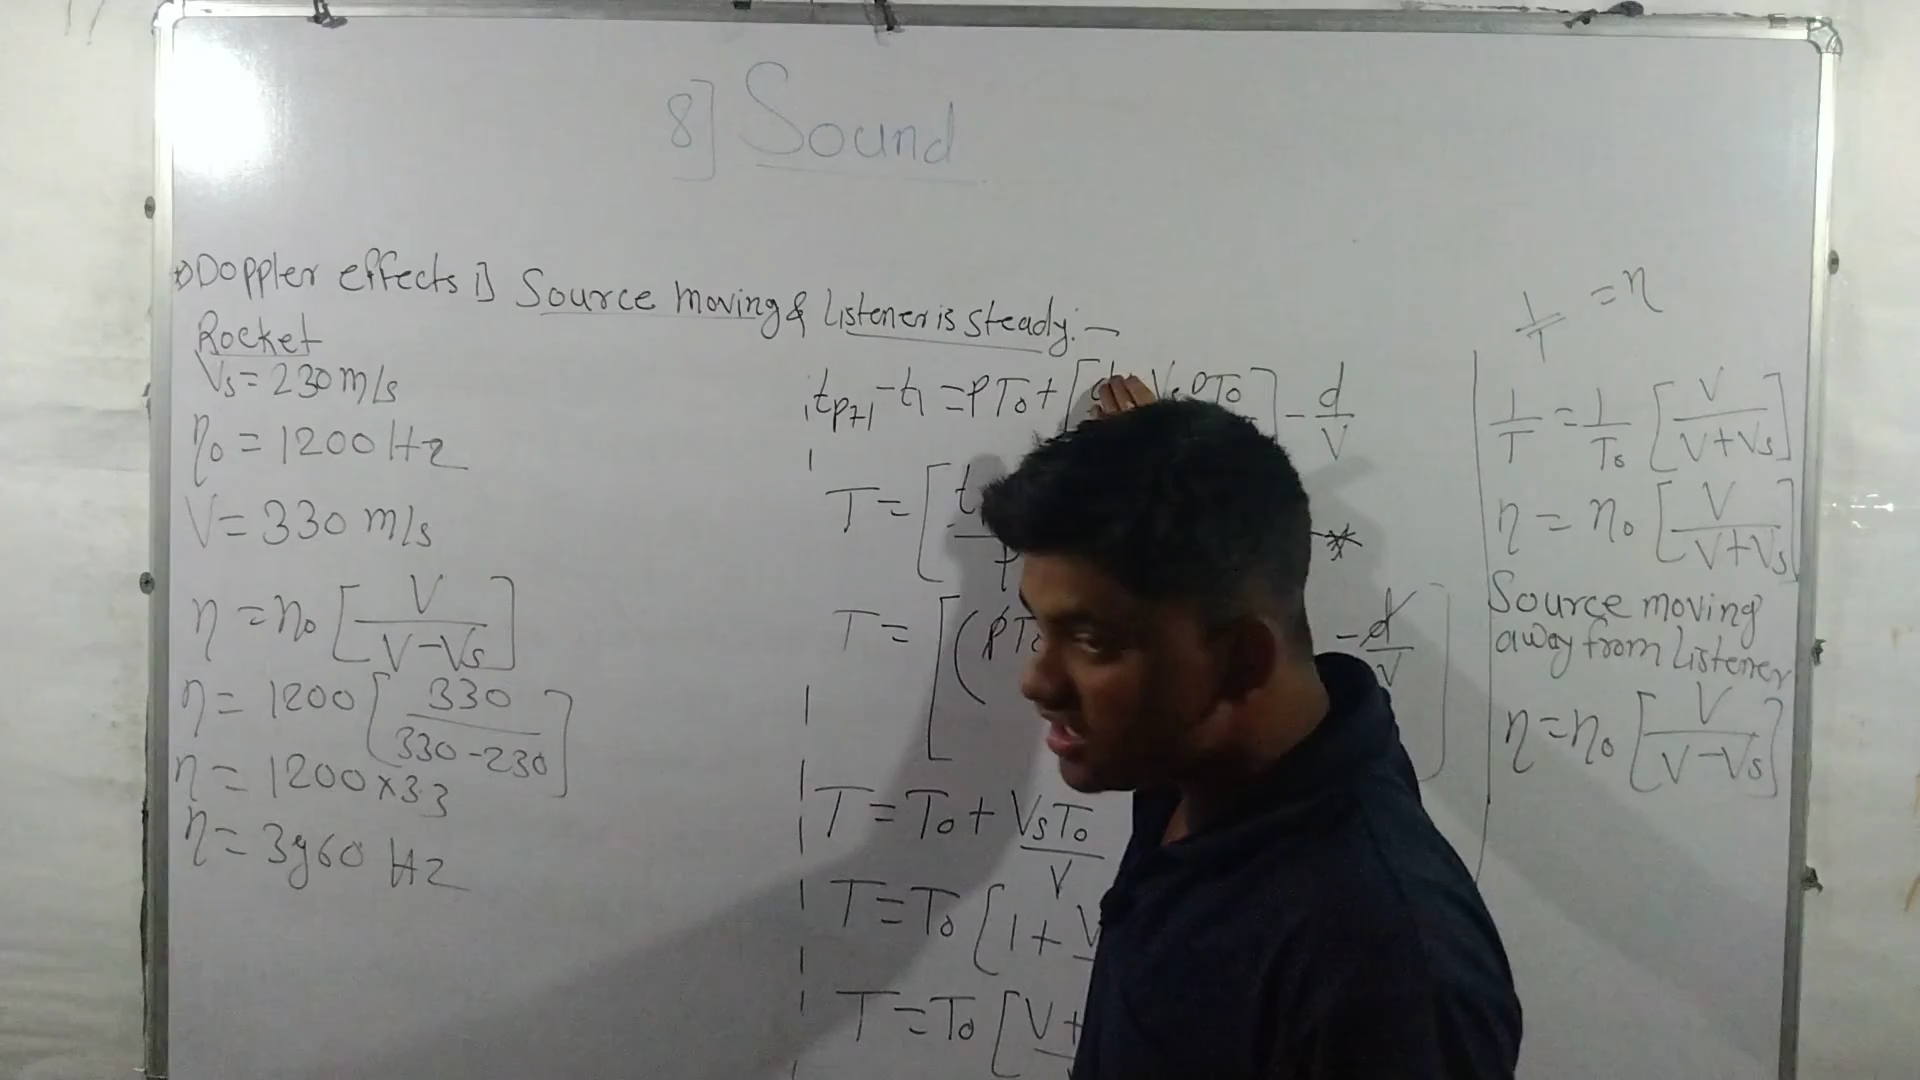 8] Sound
Doppler effects 1] Source moving & Listener is steady:-
Rocket
Vs = 230 m/s
n₀ = 1200 Hz
V = 330 m/s
n = n₀ [V / V-Vs]
n = 1200 [330 / 330-230]
n = 1200 x 3.3
n = 3960 Hz
tp+1 - t1 = PT₀ + [ Vs PT₀ ] - d/V
T = [
T = [(PT₀ - d/V ]
T = T₀ + VsT₀/V
T = T₀ [1 + V
T = T₀ [V+
1/T = n
1/T = 1/T₀ [V / V+Vs]
n = n₀ [V / V+Vs]
Source moving
away from Listener
n = n₀ [V / V-Vs]